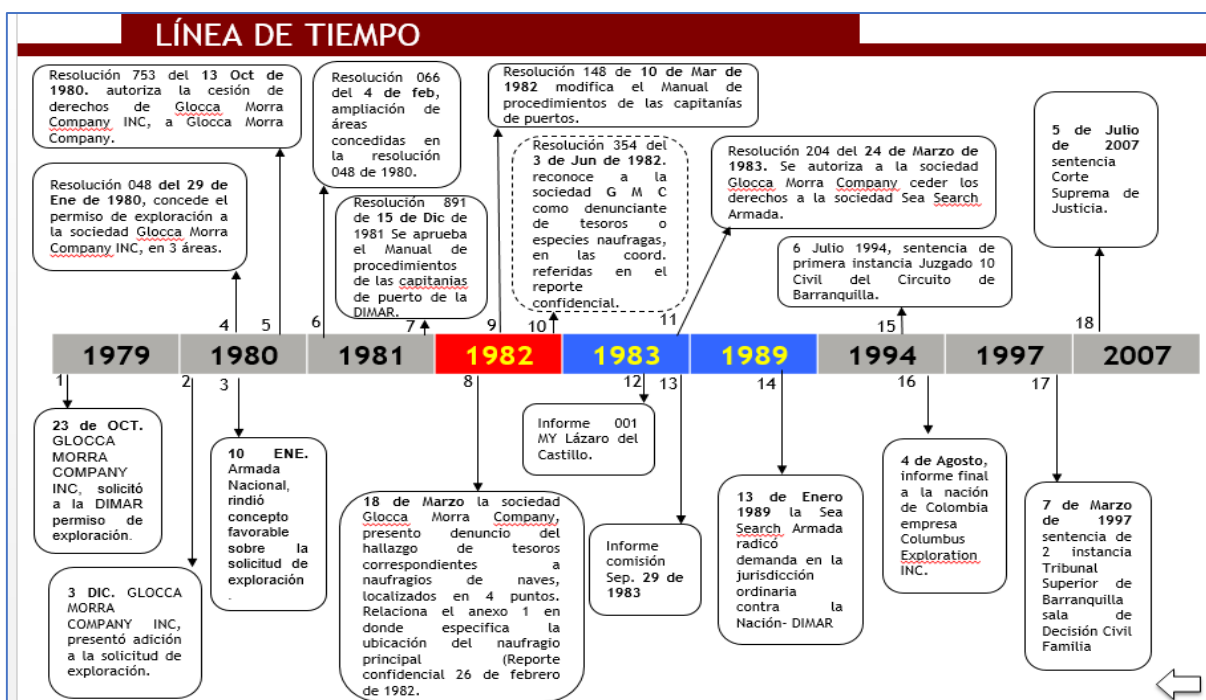 LÍNEA DE TIEMPO
Resolución 753 del 13 Oct de
1980. autoriza la cesión de
derechos de Glocca Morra
Company INC, a Glocca Morra
Company.
Resolución 048 del 29 de
Ene de 1980, concede el
permiso de exploración a
la sociedad Glocca Morra
Company INC, en 3 áreas.
Resolución 066
del 4 de feb,
ampliación de
áreas
concedidas en
la resolución
048 de 1980.
Resolución 891
de 15 de Dic de
1981 Se aprueba
el Manual de
procedimientos
de las capitanias
de puerto de la
DIMAR.
Resolución 148 de 10 de Mar de
1982 modifica el Manual de
procedimientos de las capitanías
de puertos.
Resolución 354 del
3 de Jun de 1982.
reconoce a la
sociedad G M C
como denunciante
de tesoros o
especies naufragas,
en las coord.
referidas en el
reporte
confidencial.
Resolución 204 del 24 de Marzo de
1983. Se autoriza a la sociedad
Glocca Morra Company ceder los
derechos a la sociedad Sea Search
Armada.
6 Julio 1994, sentencia de
primera instancia Juzgado 10
Civil del Circuito de
Barranquilla.
5 de Julio
de 2007
sentencia
Corte
Suprema de
Justicia.
4 5 6 7 9 10 11 15 18
1979 1980 1981 1982 1983 1989 1994 1997 2007
1 2 3 8 12 13 14 16 17
23 de OCT.
GLOCCA
MORRA
COMPANY
INC, solicitó
a la DIMAR
permiso de
exploración.
3 DIC. GLOCCA
MORRA
COMPANY INC,
presentó adición a
la solicitud de
exploración.
10 ENE.
Armada
Nacional,
rindió
concepto
favorable
sobre la
solicitud de
exploración
.
18 de Marzo la sociedad
Glocca Morra Company,
presento denuncio del
hallazgo de tesoros
correspondientes a
naufragios de naves,
localizados en 4 puntos.
Relaciona el anexo 1 en
donde especifica la
ubicación del naufragio
principal (Reporte
confidencial 26 de febrero
de 1982.
Informe 001
MY Lázaro del
Castillo.
Informe
comisión
Sep. 29 de
1983
13 de Enero
1989 la Sea
Search Armada
radicó
demanda en la
jurisdicción
ordinaria
contra la
Nación- DIMAR
4 de Agosto,
informe final
a la nación
de Colombia
empresa
Columbus
Exploration
INC.
7 de Marzo
de 1997
sentencia de
2 instancia
Tribunal
Superior de
Barranquilla
sala de
Decisión Civil
Familia